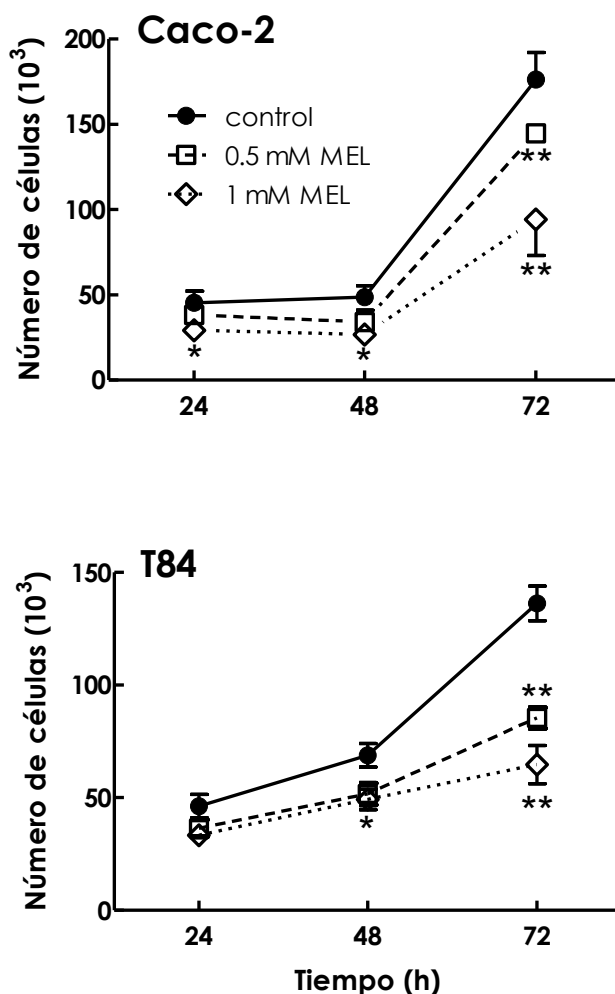 Caco-2
Número de células (10³)
200
150
100
50
0
control
0.5 mM MEL
1 mM MEL
**
**
*
*
24
48
72
T84
Número de células (10³)
150
100
50
0
**
*
**
24
48
72
Tiempo (h)